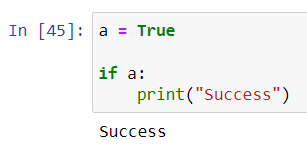 In [45]: a = True
if a:
    print("Success")
Success